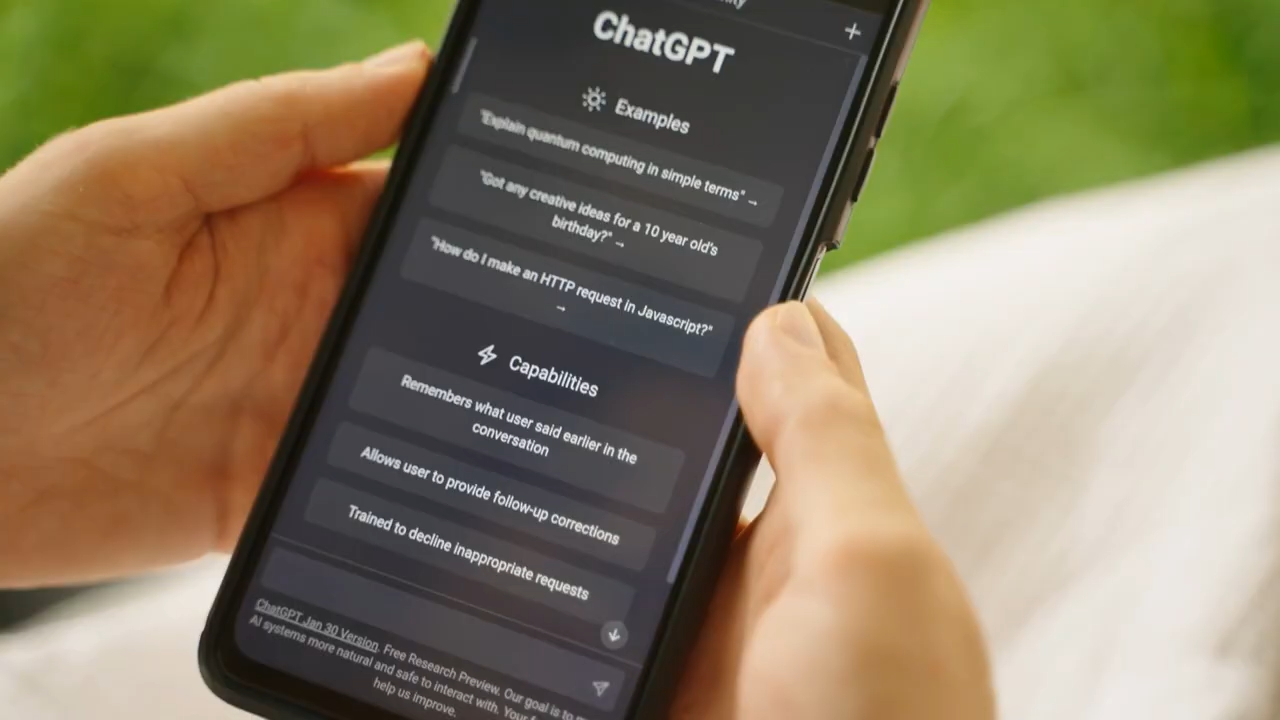 ChatGPT
Examples
"Explain quantum computing in simple terms" →
"Got any creative ideas for a 10 year old's
birthday?" →
"How do I make an HTTP request in Javascript?"
→
Capabilities
Remembers what user said earlier in the
conversation
Allows user to provide follow-up corrections
Trained to decline inappropriate requests
ChatGPT Jan 30 Version. Free Research Preview. Our goal is to
AI systems more natural and safe to interact with. Your
help us improve.